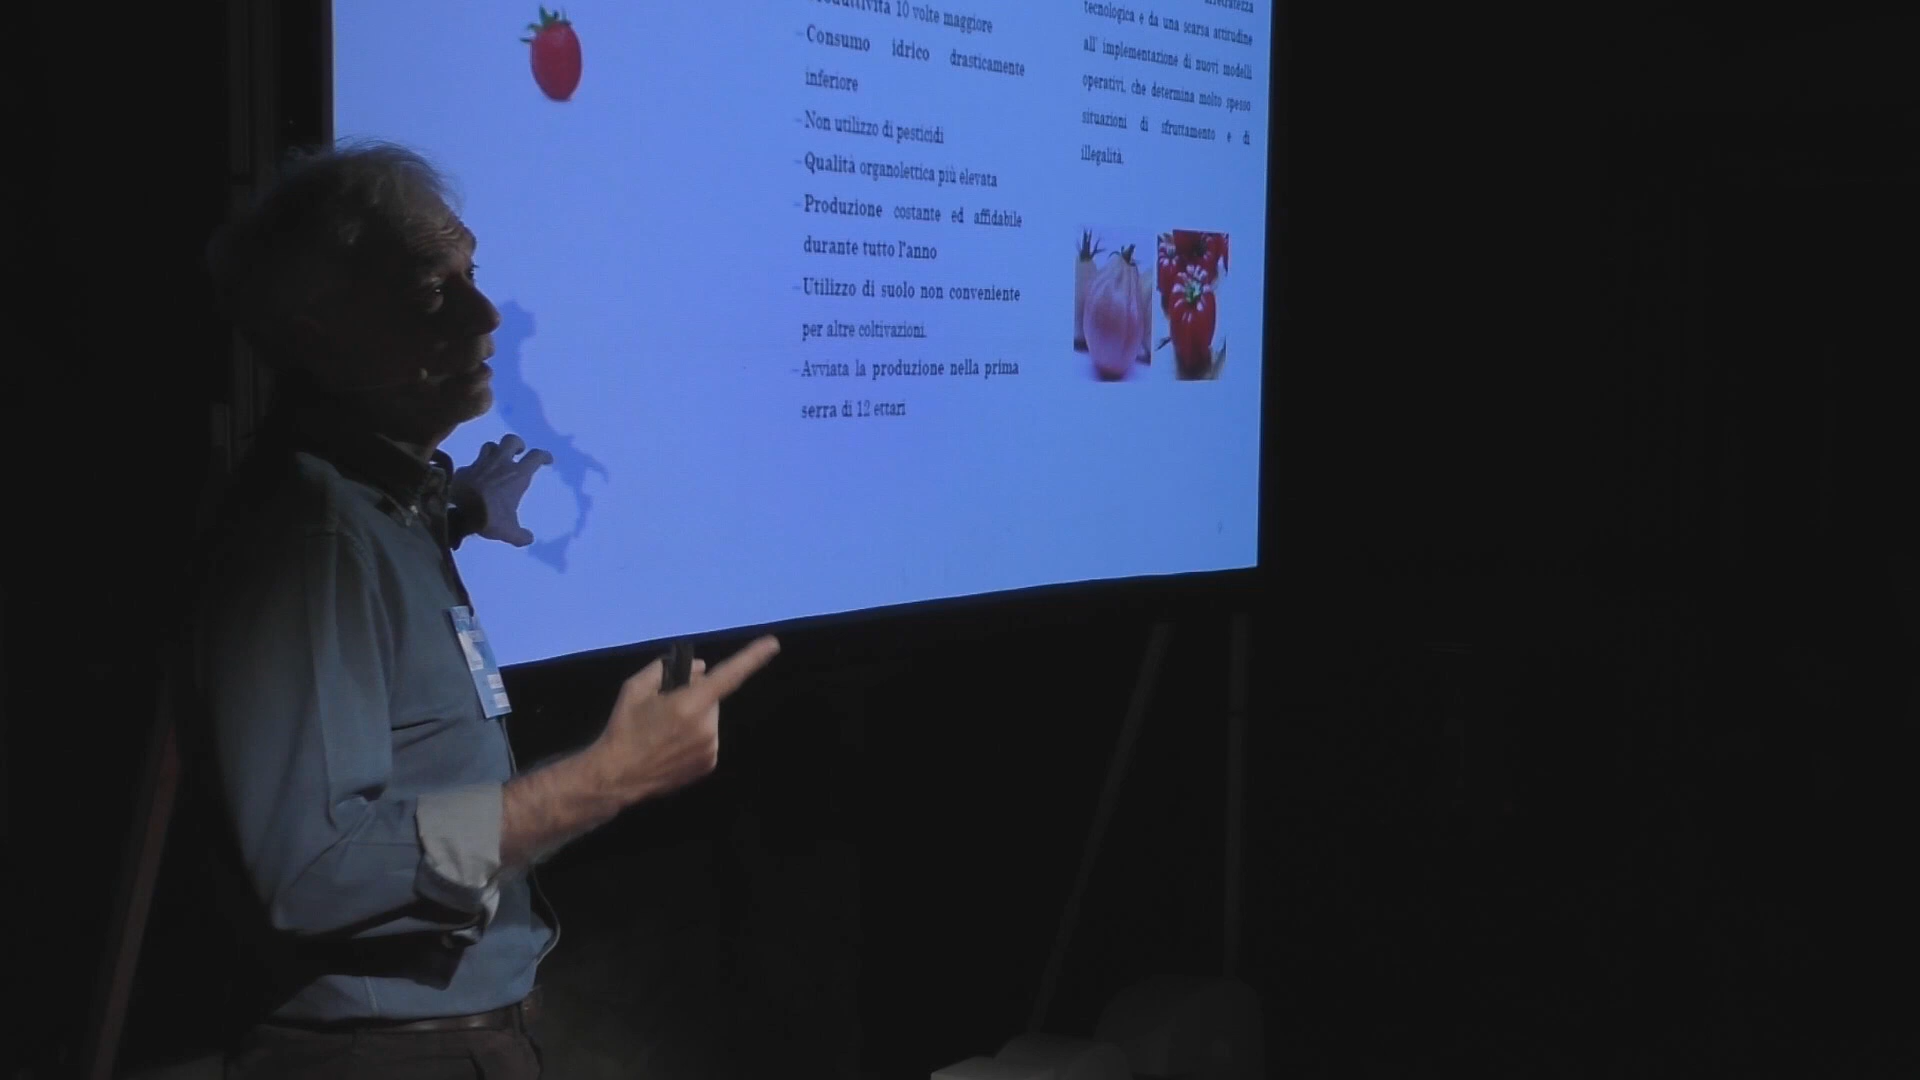 10 volte maggiore
-Consumo idrico drasticamente
inferiore
-Non utilizzo di pesticidi
-Qualità organolettica più elevata
-Produzione costante ed affidabile
durante tutto l'anno
-Utilizzo di suolo non conveniente
per altre coltivazioni.
-Avviata la produzione nella prima
serra di 12 ettari
tecnologica e da una scarsa attitudine
all' implementazione di nuovi modelli
operativi, che determina molto spesso
situazioni di sfruttamento e di
illegalità.